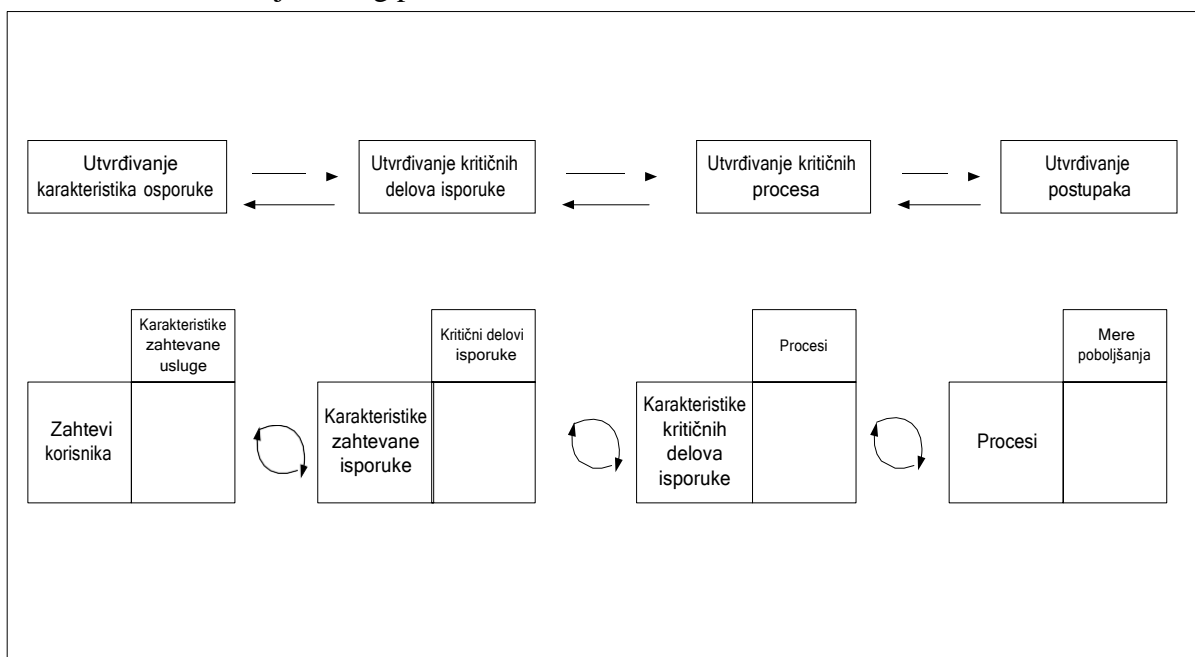 Utvrđivanje
karakteristika osporuke
Utvrđivanje kritičnih
delova isporuke
Utvrđivanje kritičnih
procesa
Utvrđivanje
postupaka
Karakteristike
zahtevane
usluge
Kritični delovi
isporuke
Procesi
Mere
poboljšanja
Zahtevi
korisnika
Karakteristike
zahtevane
isporuke
Karakteristike
kritičnih
delova
isporuke
Procesi